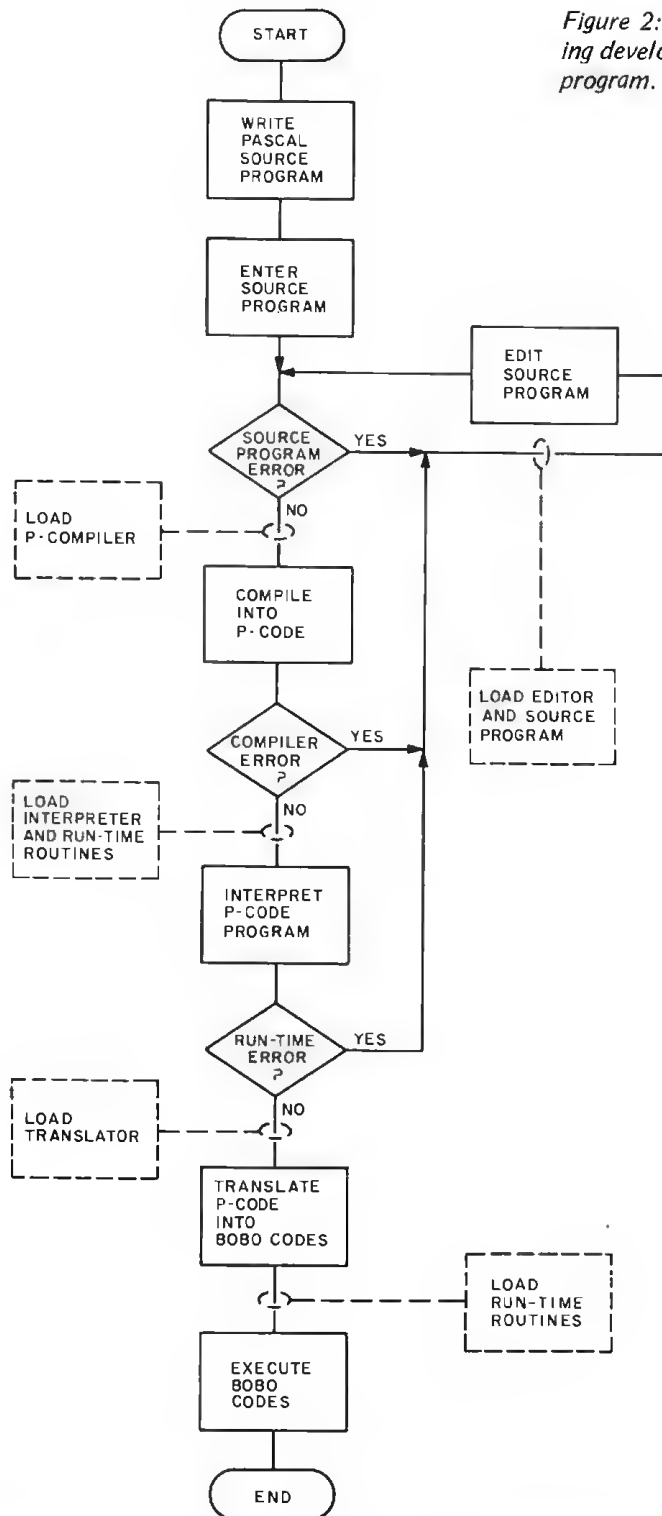 Figure 2:
ing develo
program.
START
WRITE
PASCAL
SOURCE
PROGRAM
ENTER
SOURCE
PROGRAM
EDIT
SOURCE
PROGRAM
SOURCE
PROGRAM
ERROR
?
YES
NO
LOAD
P-COMPILER
COMPILE
INTO
P-CODE
LOAD EDITOR
AND SOURCE
PROGRAM
COMPILER
ERROR
?
YES
NO
LOAD
INTERPRETER
AND RUN-TIME
ROUTINES
INTERPRET
P-CODE
PROGRAM
RUN-TIME
ERROR
?
YES
NO
LOAD
TRANSLATOR
TRANSLATE
P-CODE
INTO
8080 CODES
LOAD
RUN-TIME
ROUTINES
EXECUTE
8080
CODES
END